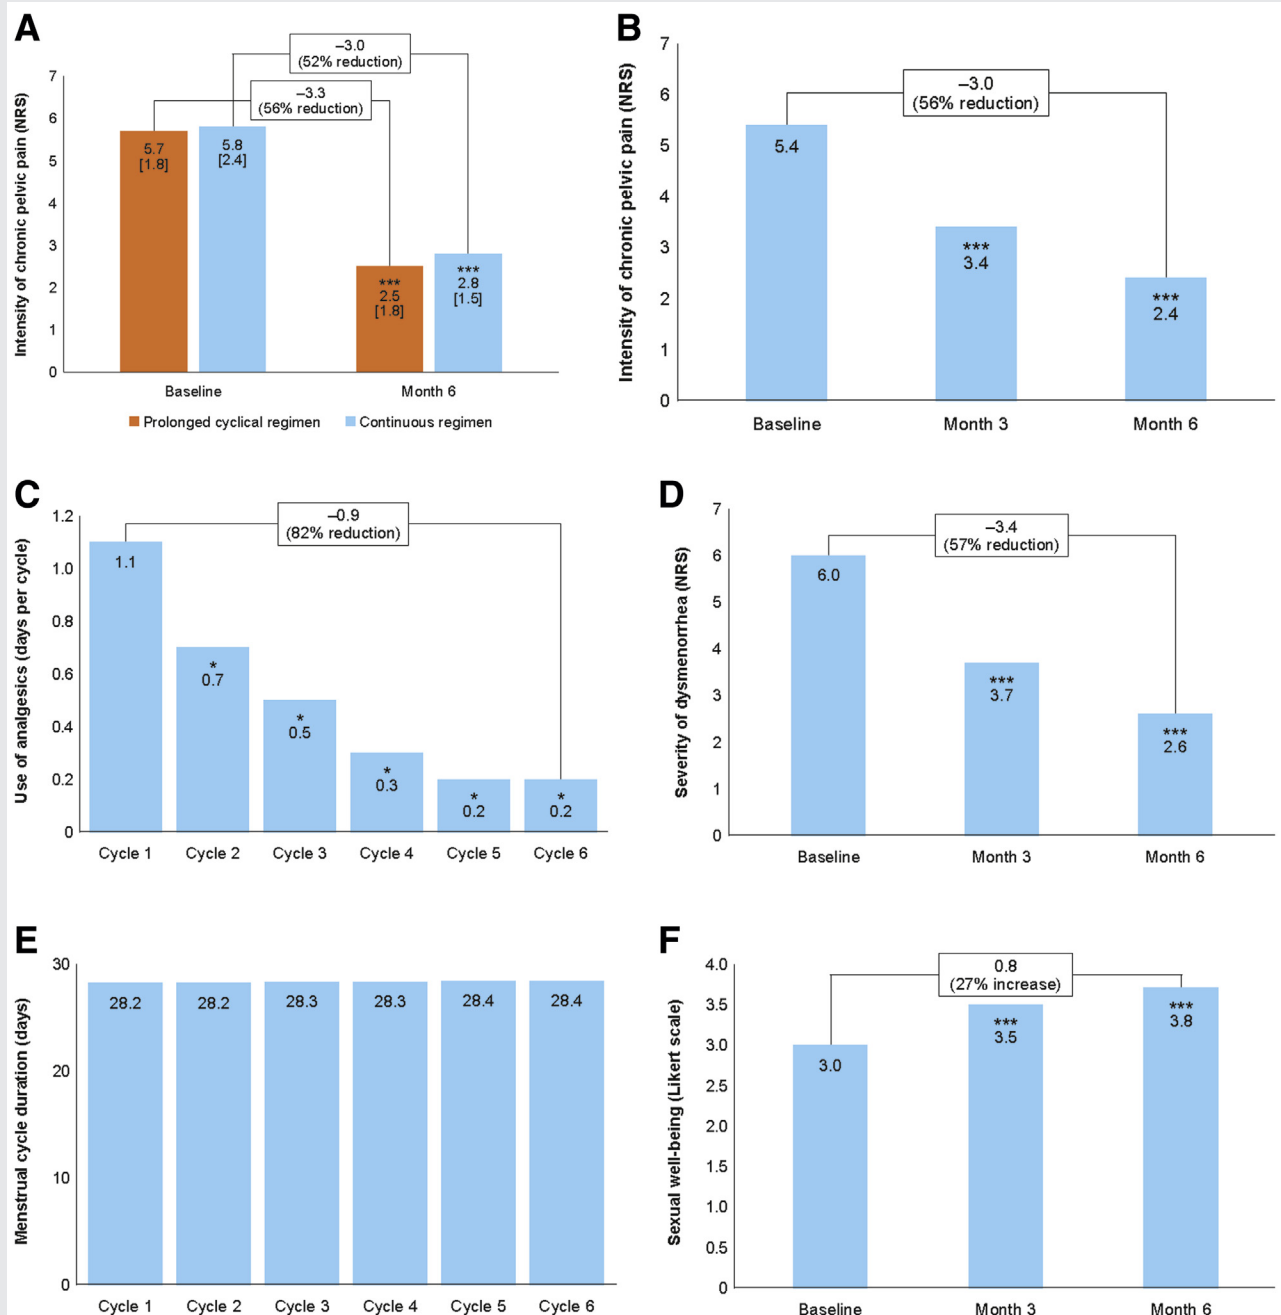 A
–3.0
(52% reduction)
–3.3
(56% reduction)
Intensity of chronic pelvic pain (NRS)
7
6
5
4
3
2
1
0
5.7
[1.8]
5.8
[2.4]
***
2.5
[1.8]
***
2.8
[1.5]
Baseline
Month 6
Prolonged cyclical regimen
Continuous regimen
B
–3.0
(56% reduction)
Intensity of chronic pelvic pain (NRS)
7
6
5
4
3
2
1
0
5.4
***
3.4
***
2.4
Baseline
Month 3
Month 6
C
–0.9
(82% reduction)
Use of analgesics (days per cycle)
1.2
1.0
0.8
0.6
0.4
0.2
0
1.1
*
0.7
*
0.5
*
0.3
*
0.2
*
0.2
Cycle 1
Cycle 2
Cycle 3
Cycle 4
Cycle 5
Cycle 6
D
–3.4
(57% reduction)
Severity of dysmenorrhea (NRS)
7
6
5
4
3
2
1
0
6.0
***
3.7
***
2.6
Baseline
Month 3
Month 6
E
Menstrual cycle duration (days)
30
20
10
0
28.2
28.2
28.3
28.3
28.4
28.4
Cycle 1
Cycle 2
Cycle 3
Cycle 4
Cycle 5
Cycle 6
F
0.8
(27% increase)
Sexual well-being (Likert scale)
4.0
3.5
3.0
2.5
2.0
1.5
1.0
0.5
0
3.0
***
3.5
***
3.8
Baseline
Month 3
Month 6